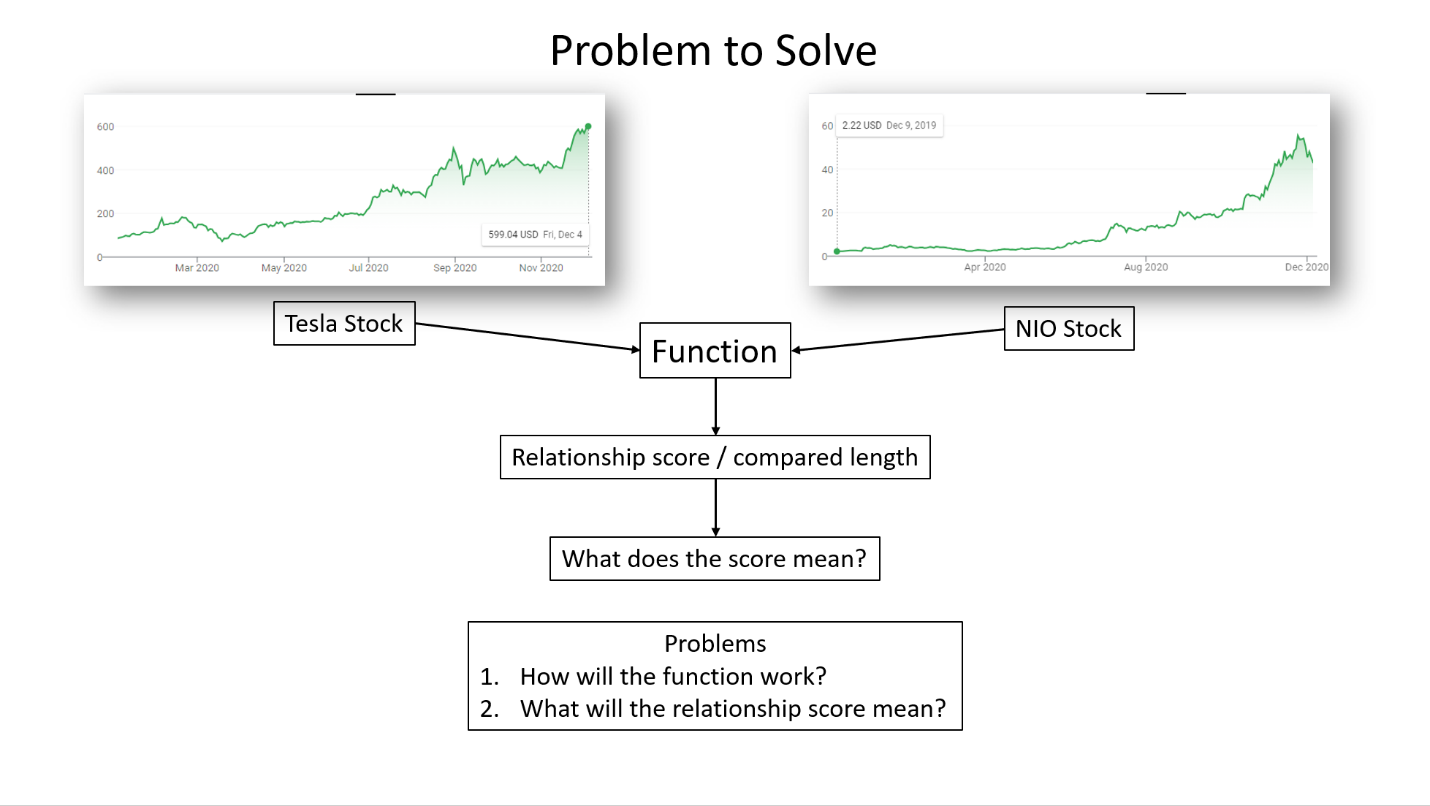 Problem to Solve
600
400
200
0
599.04 USD Fri, Dec 4
Mar 2020 May 2020 Jul 2020 Sep 2020 Nov 2020
60
2.22 USD Dec 9, 2019
40
20
0
Apr 2020 Aug 2020 Dec 2020
Tesla Stock
NIO Stock
Function
Relationship score / compared length
What does the score mean?
Problems
1. How will the function work?
2. What will the relationship score mean?